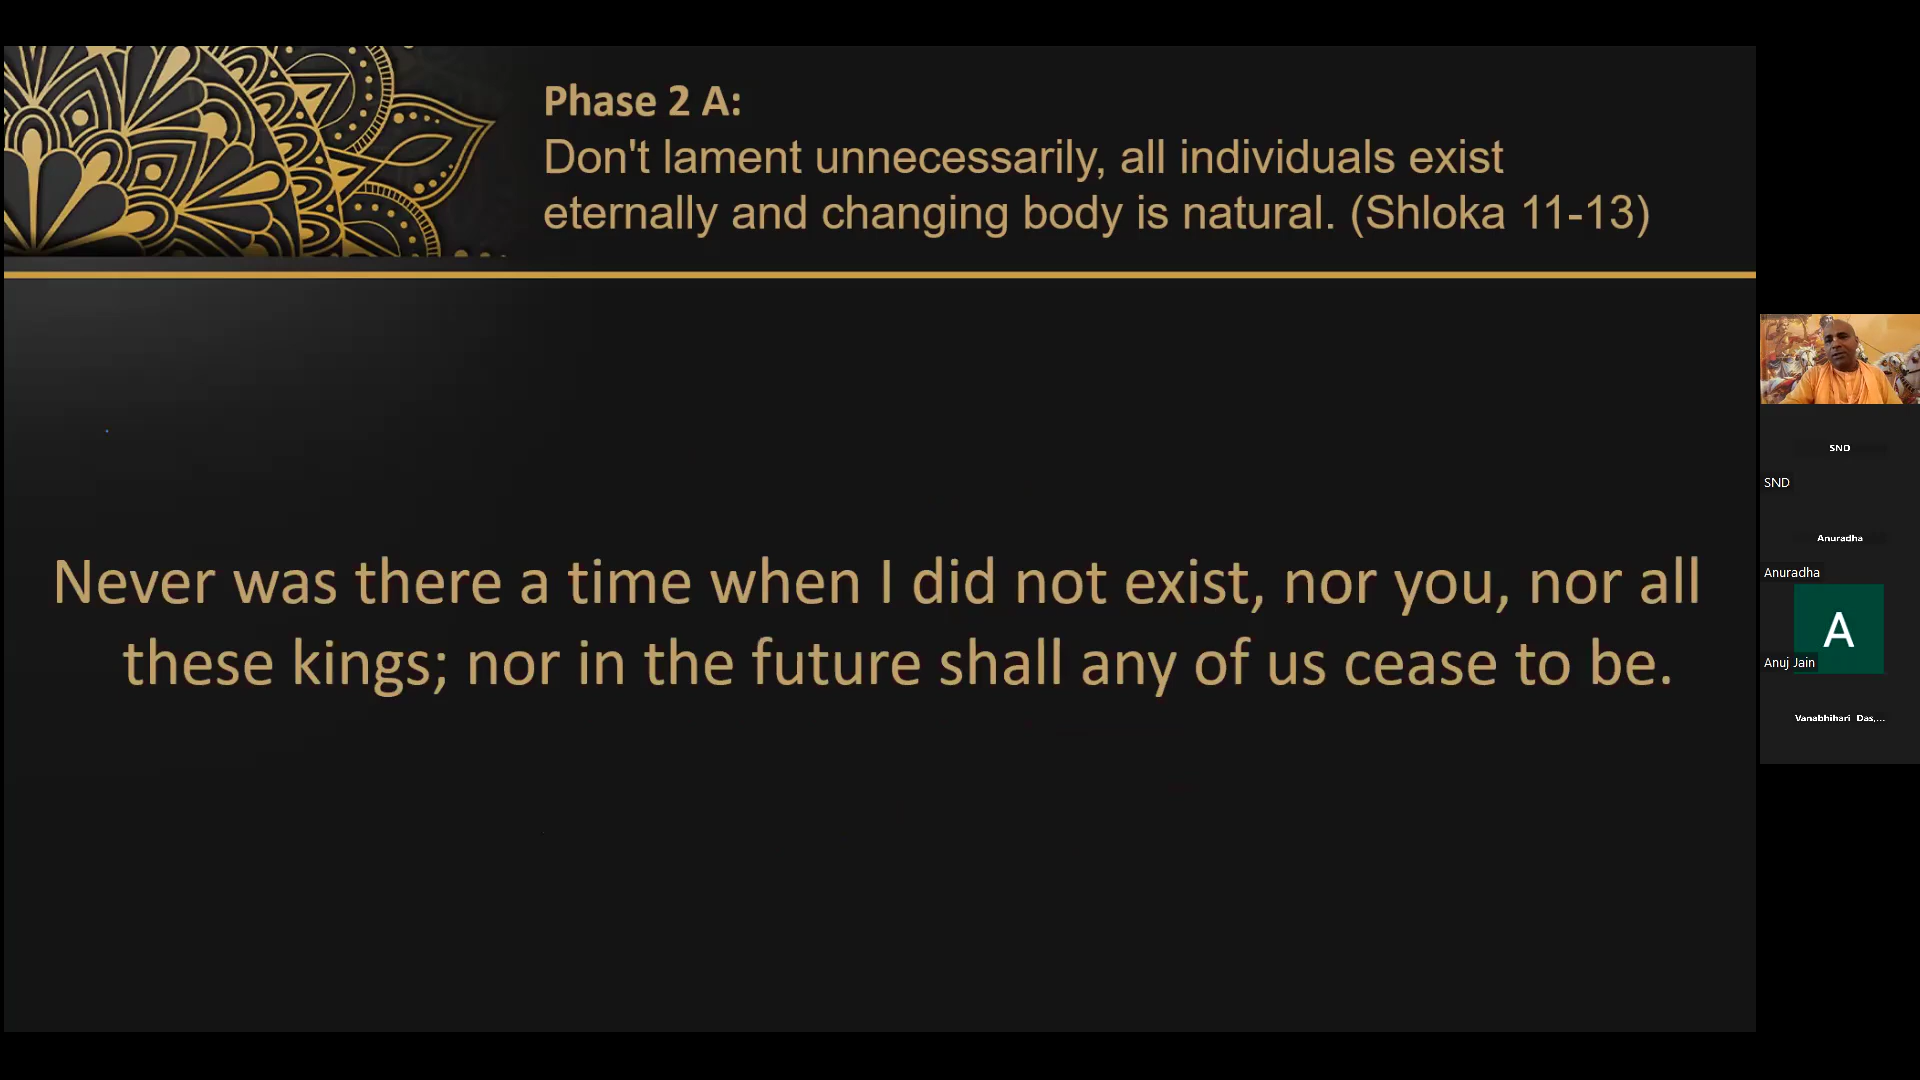 Phase 2 A:
Don't lament unnecessarily, all individuals exist
eternally and changing body is natural. (Shloka 11-13)
Never was there a time when I did not exist, nor you, nor all
these kings; nor in the future shall any of us cease to be.
SND
SND
Anuradha
Anuradha
A
Anuj Jain
Vanabhihari Das,...